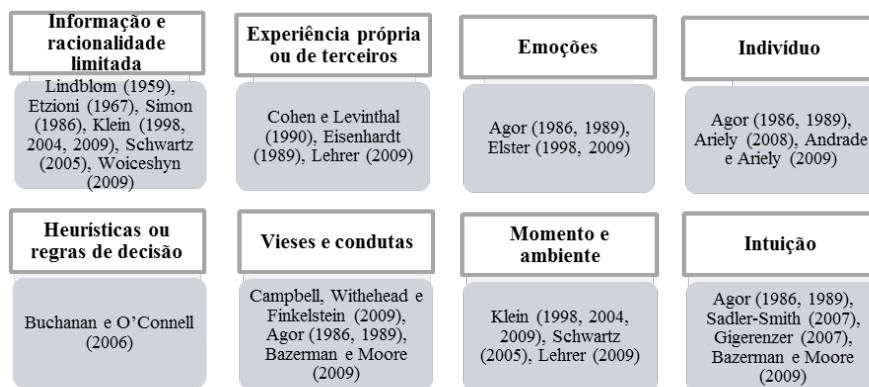 Informação e
racionalidade
limitada
Lindblom (1959),
Etzioni (1967), Simon
(1986), Klein (1998,
2004, 2009), Schwartz
(2005), Woiceshyn
(2009)
Experiência própria
ou de terceiros
Cohen e Levinthal
(1990), Eisenhardt
(1989), Lehrer (2009)
Emoções
Agor (1986, 1989),
Elster (1998, 2009)
Indivíduo
Agor (1986, 1989),
Ariely (2008), Andrade
e Ariely (2009)
Heurísticas ou
regras de decisão
Buchanan e O’Connell
(2006)
Vieses e condutas
Campbell, Withehead e
Finkelstein (2009),
Agor (1986, 1989),
Bazerman e Moore
(2009)
Momento e
ambiente
Klein (1998, 2004,
2009), Schwartz
(2005), Lehrer (2009)
Intuição
Agor (1986, 1989),
Sadler-Smith (2007),
Gigerenzer (2007),
Bazerman e Moore
(2009)